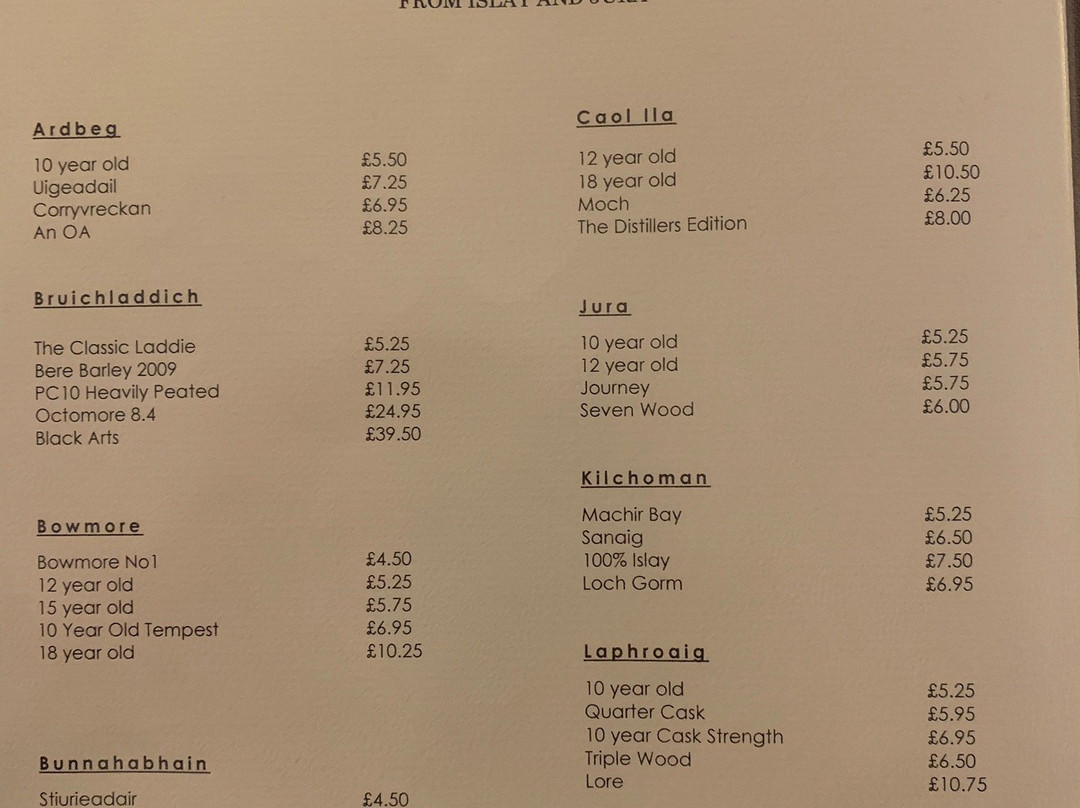 FROM ISLAY AND JURA
Ardbeg
10 year old £5.50
Uigeadail £7.25
Corryvreckan £6.95
An OA £8.25
Bruichladdich
The Classic Laddie £5.25
Bere Barley 2009 £7.25
PC10 Heavily Peated £11.95
Octomore 8.4 £24.95
Black Arts £39.50
Bowmore
Bowmore No1 £4.50
12 year old £5.25
15 year old £5.75
10 Year Old Tempest £6.95
18 year old £10.25
Bunnahabhain
Stiurieadair £4.50
Caol Ila
12 year old £5.50
18 year old £10.50
Moch £6.25
The Distillers Edition £8.00
Jura
10 year old £5.25
12 year old £5.75
Journey £5.75
Seven Wood £6.00
Kilchoman
Machir Bay £5.25
Sanaig £6.50
100% Islay £7.50
Loch Gorm £6.95
Laphroaig
10 year old £5.25
Quarter Cask £5.95
10 year Cask Strength £6.95
Triple Wood £6.50
Lore £10.75